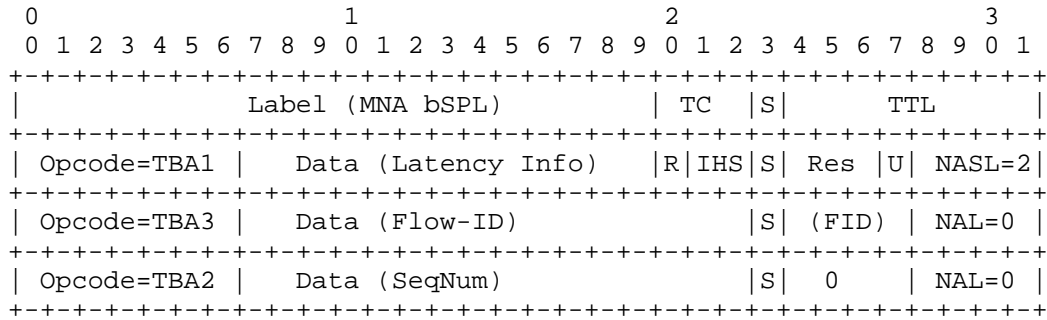 0                   1                   2                   3
 0 1 2 3 4 5 6 7 8 9 0 1 2 3 4 5 6 7 8 9 0 1 2 3 4 5 6 7 8 9 0 1
+-+-+-+-+-+-+-+-+-+-+-+-+-+-+-+-+-+-+-+-+-+-+-+-+-+-+-+-+-+-+-+-+
|             Label (MNA bSPL)          | TC  |S|      TTL      |
+-+-+-+-+-+-+-+-+-+-+-+-+-+-+-+-+-+-+-+-+-+-+-+-+-+-+-+-+-+-+-+-+
| Opcode=TBA1 |  Data (Latency Info)    |R|IHS|S| Res |U| NASL=2|
+-+-+-+-+-+-+-+-+-+-+-+-+-+-+-+-+-+-+-+-+-+-+-+-+-+-+-+-+-+-+-+-+
| Opcode=TBA3 |  Data (Flow-ID)               |S| (FID) | NAL=0 |
+-+-+-+-+-+-+-+-+-+-+-+-+-+-+-+-+-+-+-+-+-+-+-+-+-+-+-+-+-+-+-+-+
| Opcode=TBA2 |  Data (SeqNum)                |S|  0    | NAL=0 |
+-+-+-+-+-+-+-+-+-+-+-+-+-+-+-+-+-+-+-+-+-+-+-+-+-+-+-+-+-+-+-+-+